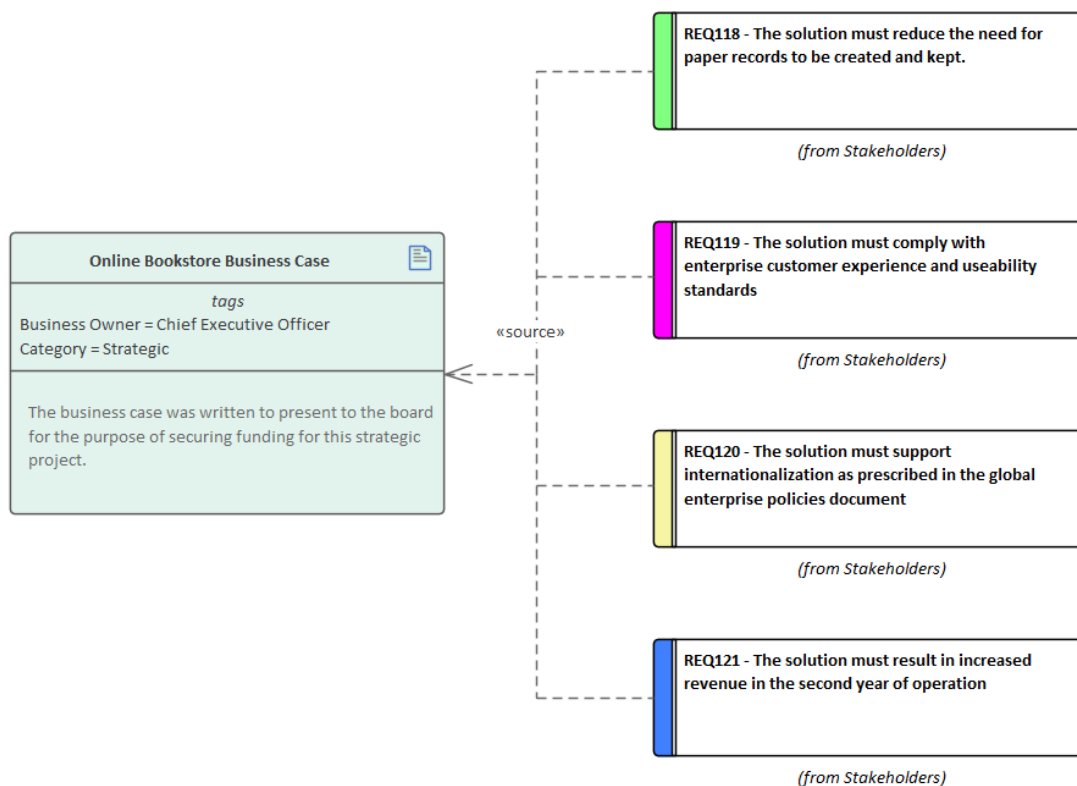 REQ118 - The solution must reduce the need for
paper records to be created and kept.
(from Stakeholders)
REQ119 - The solution must comply with
enterprise customer experience and useability
standards
(from Stakeholders)
Online Bookstore Business Case
tags
Business Owner = Chief Executive Officer
Category = Strategic
The business case was written to present to the board
for the purpose of securing funding for this strategic
project.
«source»
REQ120 - The solution must support
internationalization as prescribed in the global
enterprise policies document
(from Stakeholders)
REQ121 - The solution must result in increased
revenue in the second year of operation
(from Stakeholders)